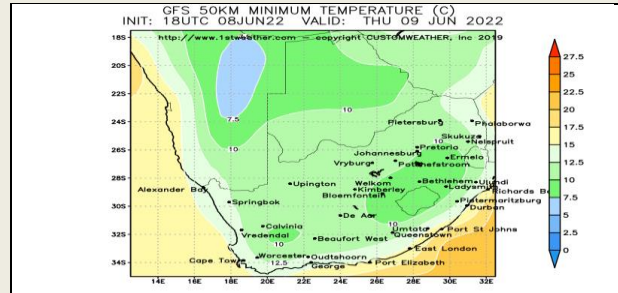 GFS 50KM MINIMUM TEMPERATURE (C)
INIT: 18UTC 08JUN22 VALID: THU 09 JUN 2022
http://www.1stweather.com copyright CUSTOMWEATHER, Inc 2019
18S
20S
22S
24S
26S
28S
30S
32S
34S
14E 16E 18E 20E 22E 24E 26E 28E 30E 32E
7.5
10
10
10
10
10
12.5
Pietersburg
Phalaborwa
Skukuza
Nelspruit
Pretoria
Johannesburg
Ermelo
Vryburg
Potchefstroom
Welkom
Bethlehem
Ulundi
Upington
Kimberley
Ladysmith
Alexander Bay
Richards B
Bloemfontein
Springbok
Pietermaritzburg
De Aar
Durban
Calvinia
Umtata
Port St Johns
Vredendal
Queenstown
Beaufort West
East London
Cape Town
Worcester
Oudtshoorn
George
Port Elizabeth
27.5
25
22.5
20
17.5
15
12.5
10
7.5
5
2.5
0